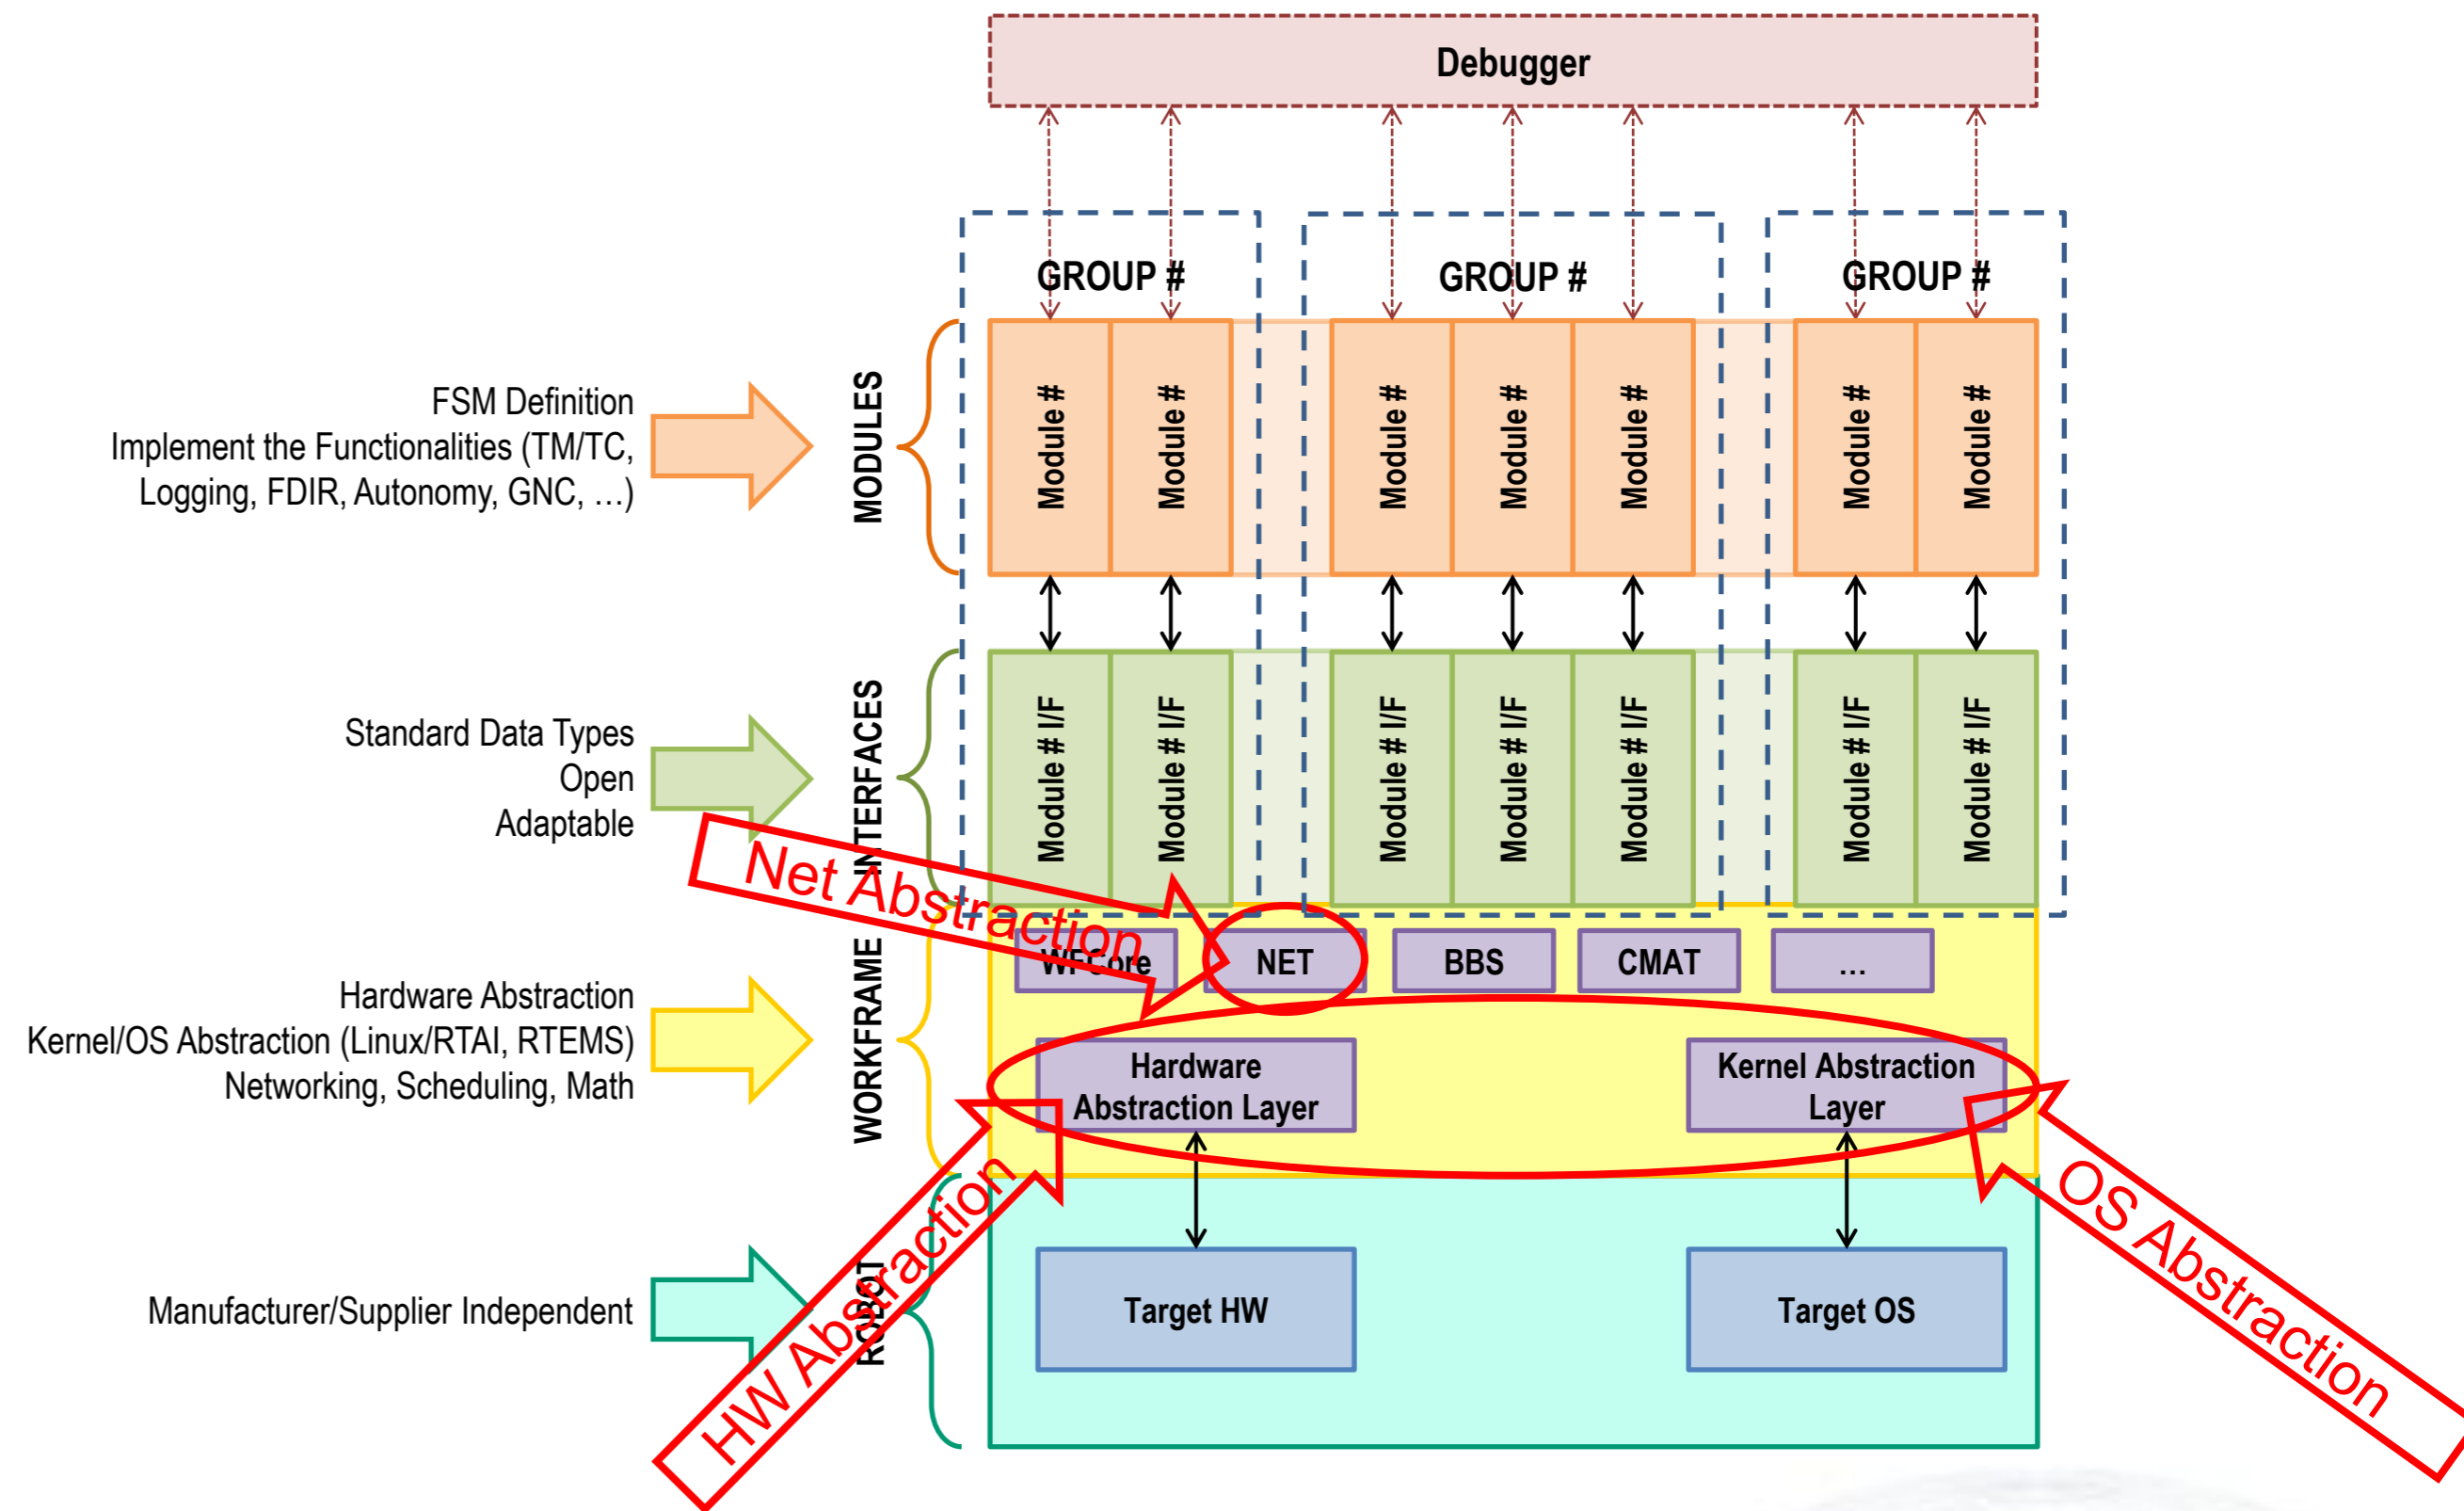 Debugger
GROUP #
GROUP #
GROUP #
FSM Definition
Implement the Functionalities (TM/TC,
Logging, FDIR, Autonomy, GNC, …)
MODULES
Module #
Module #
Module #
Module #
Module #
Module #
Module #
Standard Data Types
Open
Adaptable
INTERFACES
Module # I/F
Module # I/F
Module # I/F
Module # I/F
Module # I/F
Module # I/F
Module # I/F
Net Abstraction
WFCore
NET
BBS
CMAT
…
Hardware Abstraction
Kernel/OS Abstraction (Linux/RTAI, RTEMS)
Networking, Scheduling, Math
WORKFRAME
Hardware
Abstraction Layer
Kernel Abstraction
Layer
HW Abstraction
OS Abstraction
Manufacturer/Supplier Independent
ROBOT
Target HW
Target OS